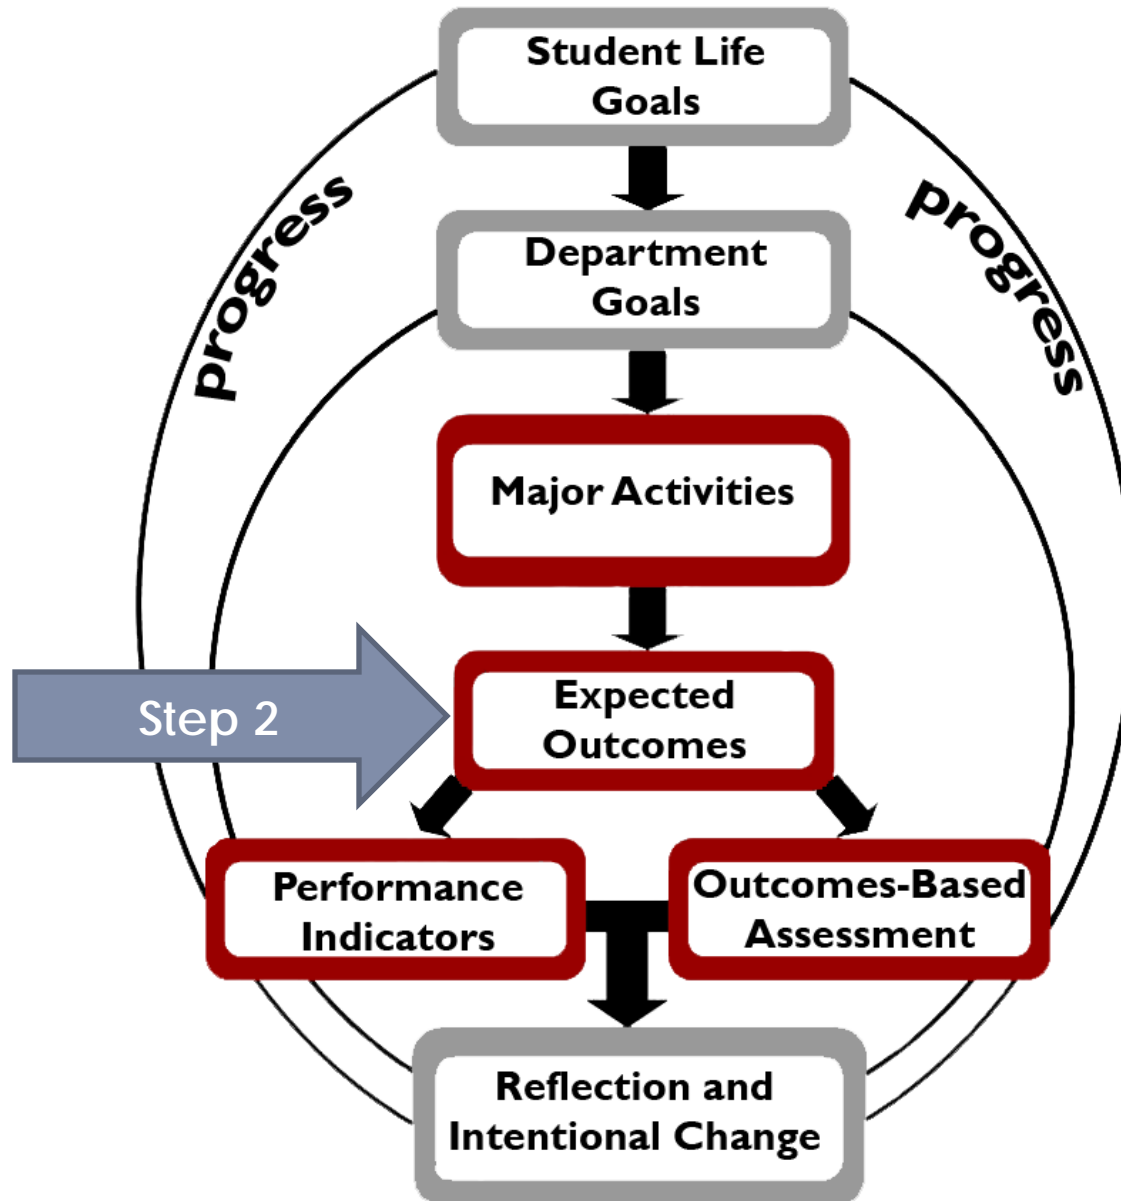 Student Life
Goals
progress
progress
Department
Goals
Major Activities
Step 2
Expected
Outcomes
Performance
Indicators
Outcomes-Based
Assessment
Reflection and
Intentional Change